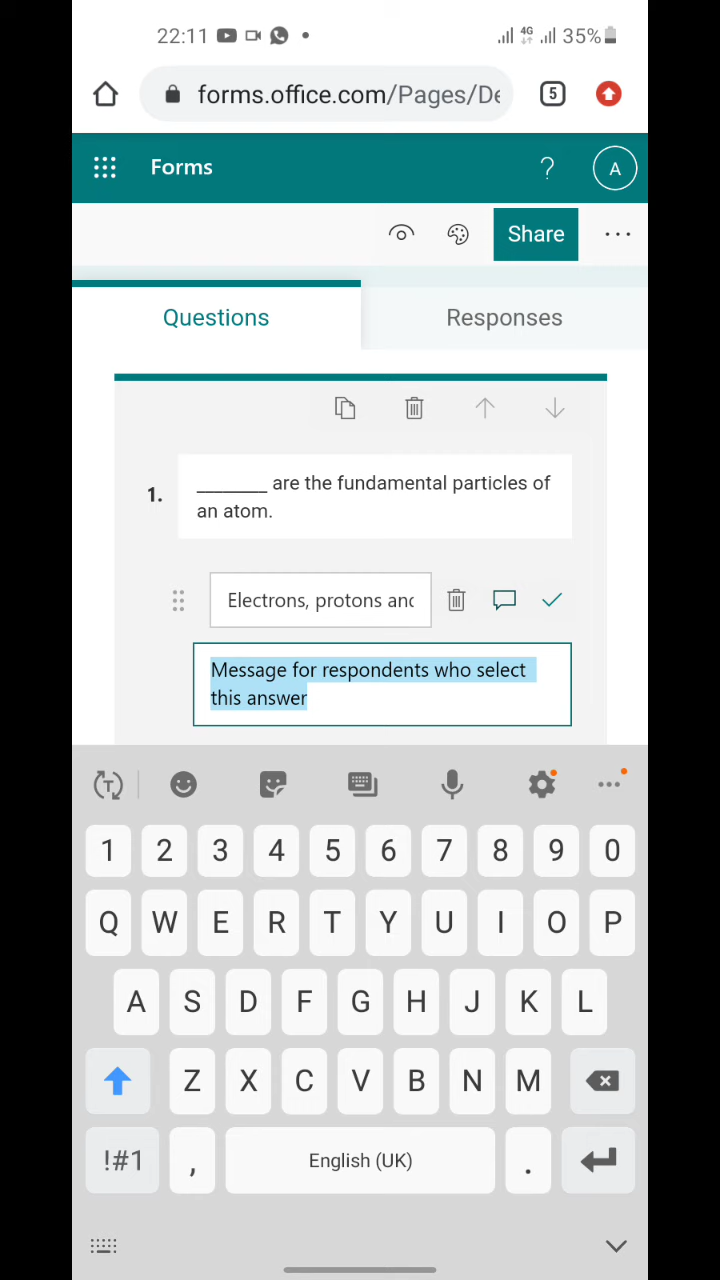 22:11 4G 35%
forms.office.com/Pages/De 5
Forms ? A
Share
Questions Responses
1. ________ are the fundamental particles of
an atom.
Electrons, protons anc
Message for respondents who select
this answer
1 2 3 4 5 6 7 8 9 0
Q W E R T Y U I O P
A S D F G H J K L
Z X C V B N M
!#1 , English (UK) .